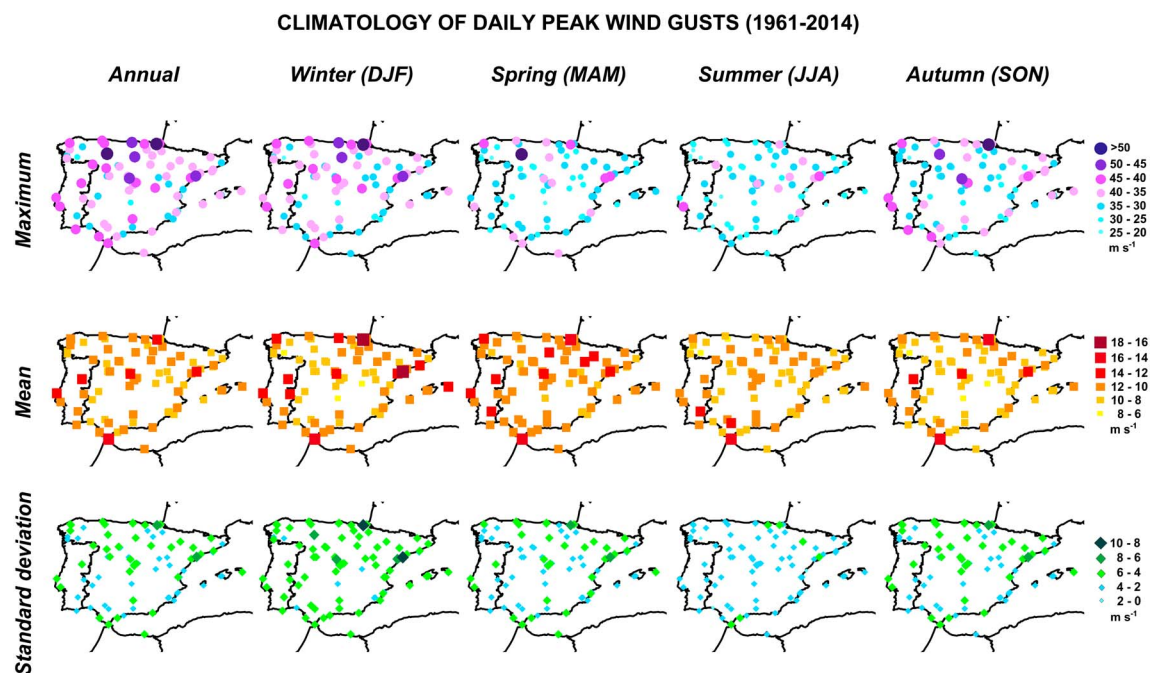 CLIMATOLOGY OF DAILY PEAK WIND GUSTS (1961-2014)
Annual
Winter (DJF)
Spring (MAM)
Summer (JJA)
Autumn (SON)
Maximum
>50
50 - 45
45 - 40
40 - 35
35 - 30
30 - 25
25 - 20
m s⁻¹
Mean
18 - 16
16 - 14
14 - 12
12 - 10
10 - 8
8 - 6
m s⁻¹
Standard deviation
10 - 8
8 - 6
6 - 4
4 - 2
2 - 0
m s⁻¹